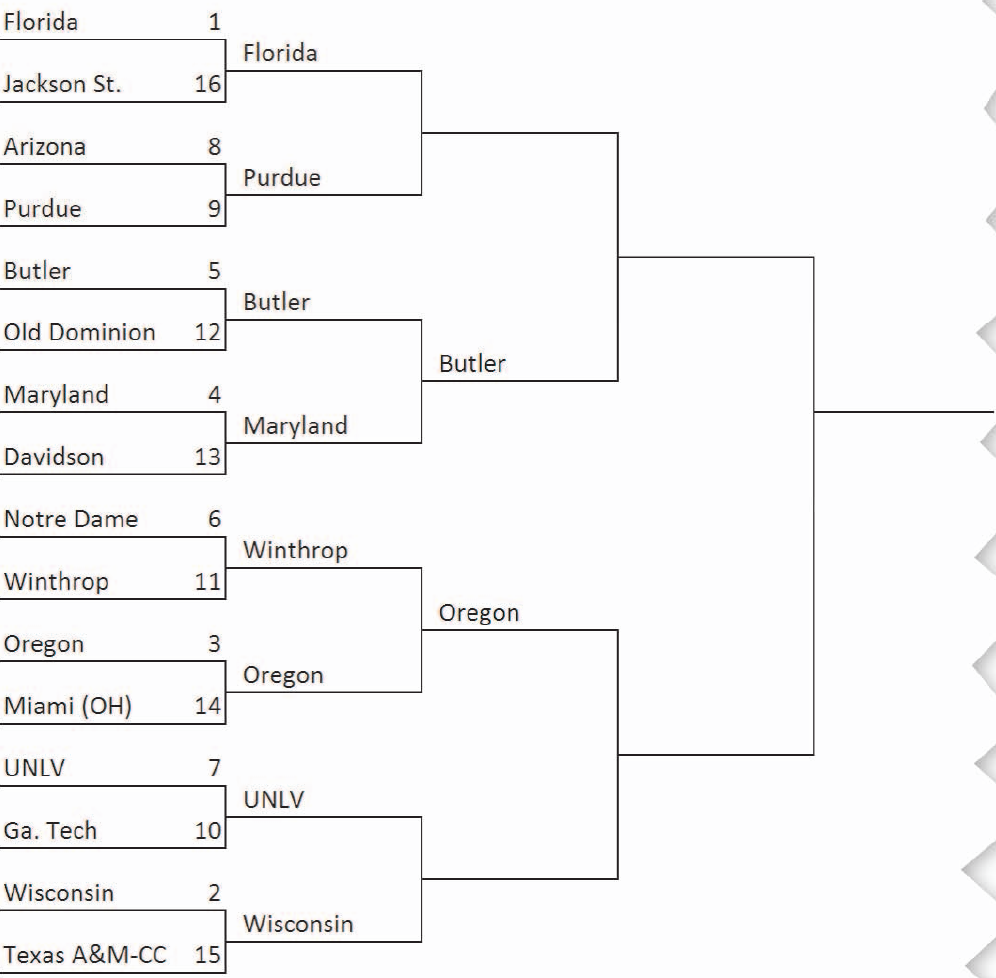 Florida 1
Florida
Jackson St. 16
Arizona 8
Purdue
Purdue 9
Butler 5
Butler
Old Dominion 12
Butler
Maryland 4
Maryland
Davidson 13
Notre Dame 6
Winthrop
Winthrop 11
Oregon
Oregon 3
Oregon
Miami (OH) 14
UNLV 7
UNLV
Ga. Tech 10
Wisconsin 2
Wisconsin
Texas A&M-CC 15